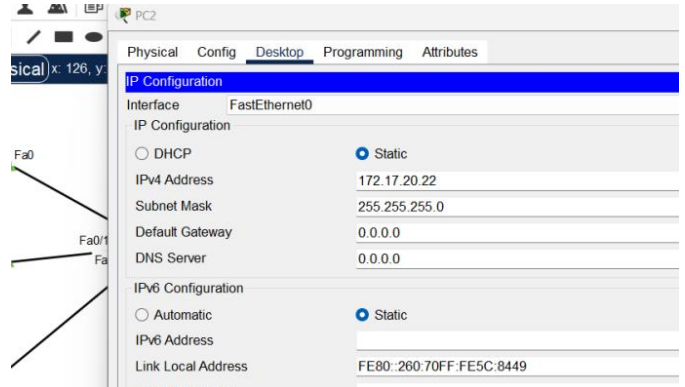 PC2
Physical Config Desktop Programming Attributes
sical x: 126, y:
IP Configuration
Interface FastEthernet0
IP Configuration
DHCP Static
IPv4 Address 172.17.20.22
Subnet Mask 255.255.255.0
Default Gateway 0.0.0.0
DNS Server 0.0.0.0
IPv6 Configuration
Automatic Static
IPv6 Address
Link Local Address FE80::260:70FF:FE5C:8449
Fa0
Fa0/1
Fa